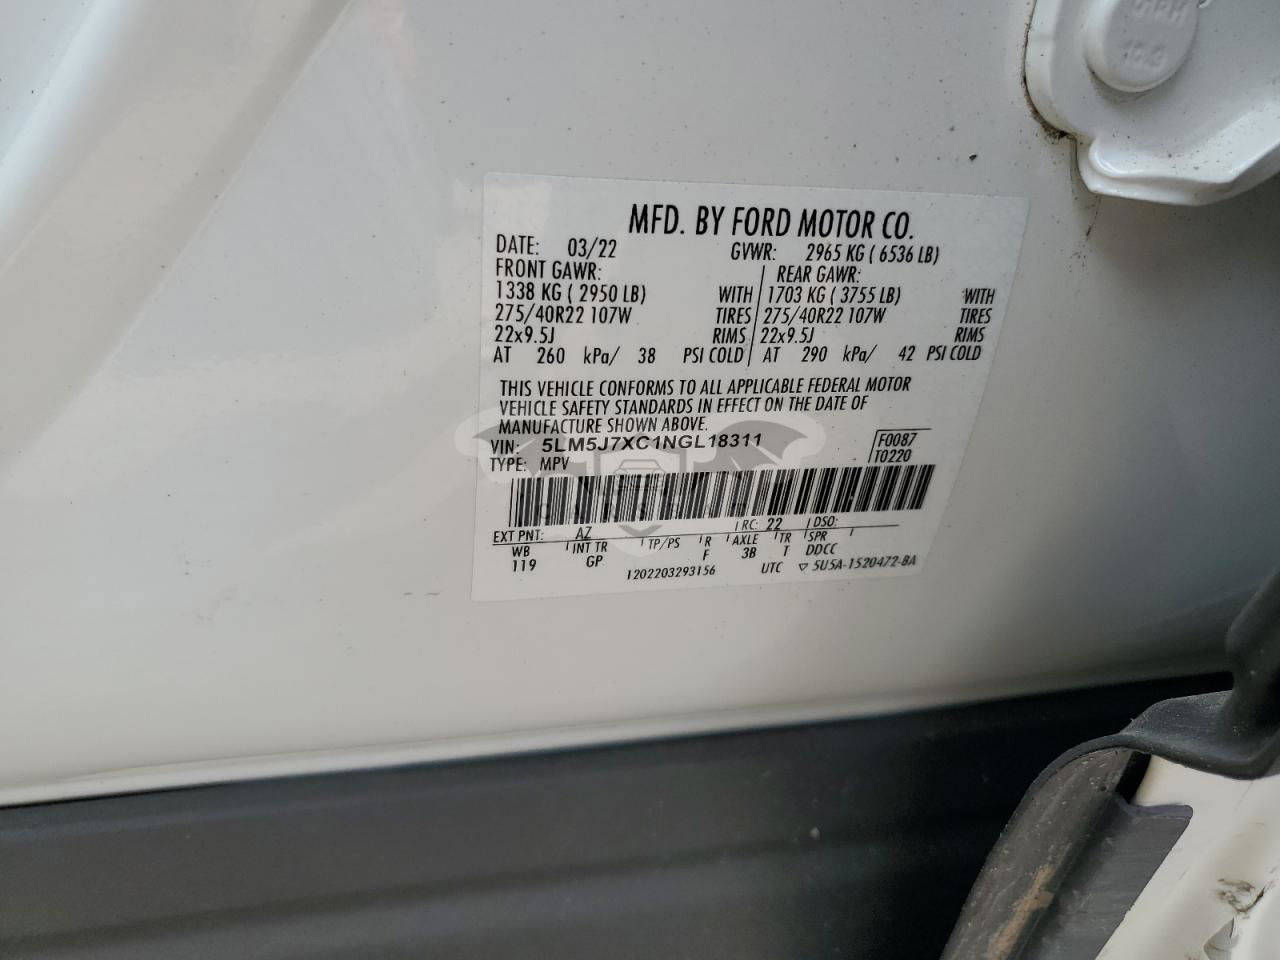 MFD. BY FORD MOTOR CO.
DATE: 03/22 GVWR: 2965 KG ( 6536 LB)
FRONT GAWR: REAR GAWR:
1338 KG ( 2950 LB) WITH 1703 KG ( 3755 LB) WITH
275/40R22 107W TIRES 275/40R22 107W TIRES
22x9.5J RIMS 22x9.5J RIMS
AT 260 kPa/ 38 PSI COLD AT 290 kPa/ 42 PSI COLD
THIS VEHICLE CONFORMS TO ALL APPLICABLE FEDERAL MOTOR
VEHICLE SAFETY STANDARDS IN EFFECT ON THE DATE OF
MANUFACTURE SHOWN ABOVE.
VIN: 5LM5J7XC1NGL18311 F0087
TYPE: MPV T0220
EXT PNT: AZ RC: 22 DSO:
WB INT TR TP/PS R AXLE TR SPR
119 GP F 3B T DDCC
1202203293156 UTC ▽ 5U5A-1520472-BA
10.9